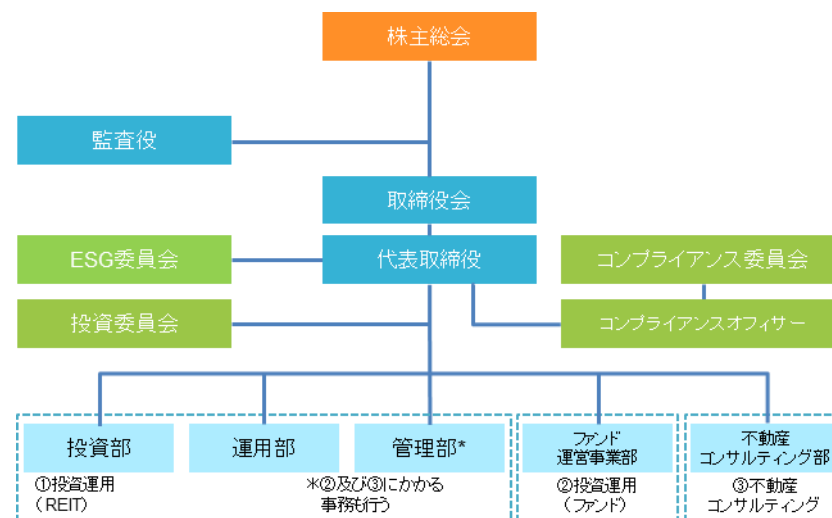 株主総会
監査役
取締役会
ESG委員会
代表取締役
コンプライアンス委員会
投資委員会
コンプライアンスオフィサー
投資部
運用部
管理部*
ファンド
運営事業部
不動産
コンサルティング部
①投資運用
(REIT)
※②及び③にかかる
事務も行う
②投資運用
(ファンド)
③不動産
コンサルティング